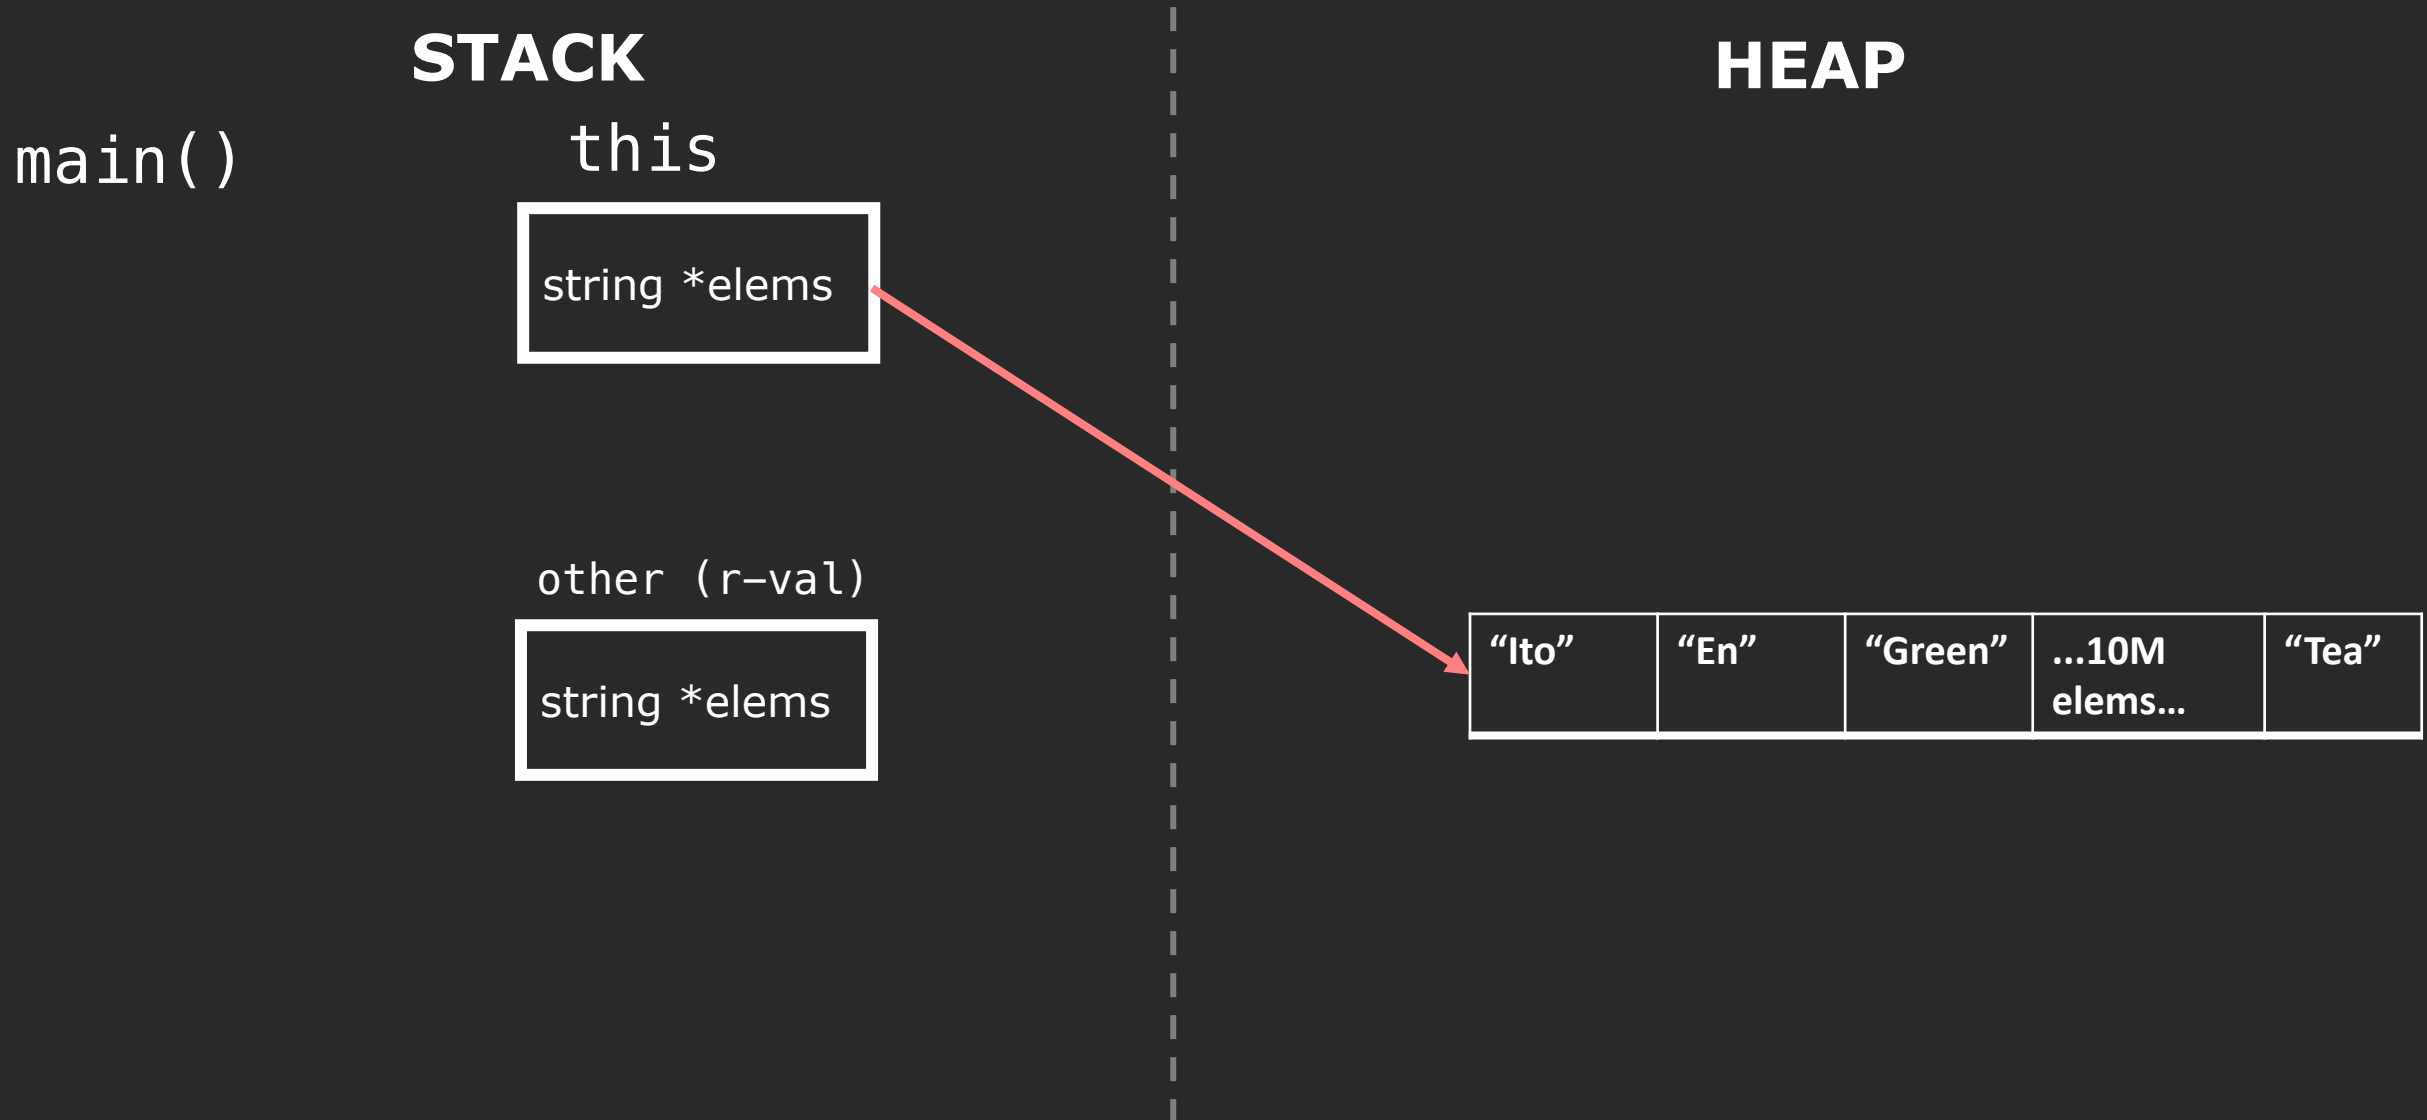 STACK
HEAP
main()
this
string *elems
other (r-val)
string *elems
“Ito”
“En”
“Green”
...10M
elems...
“Tea”